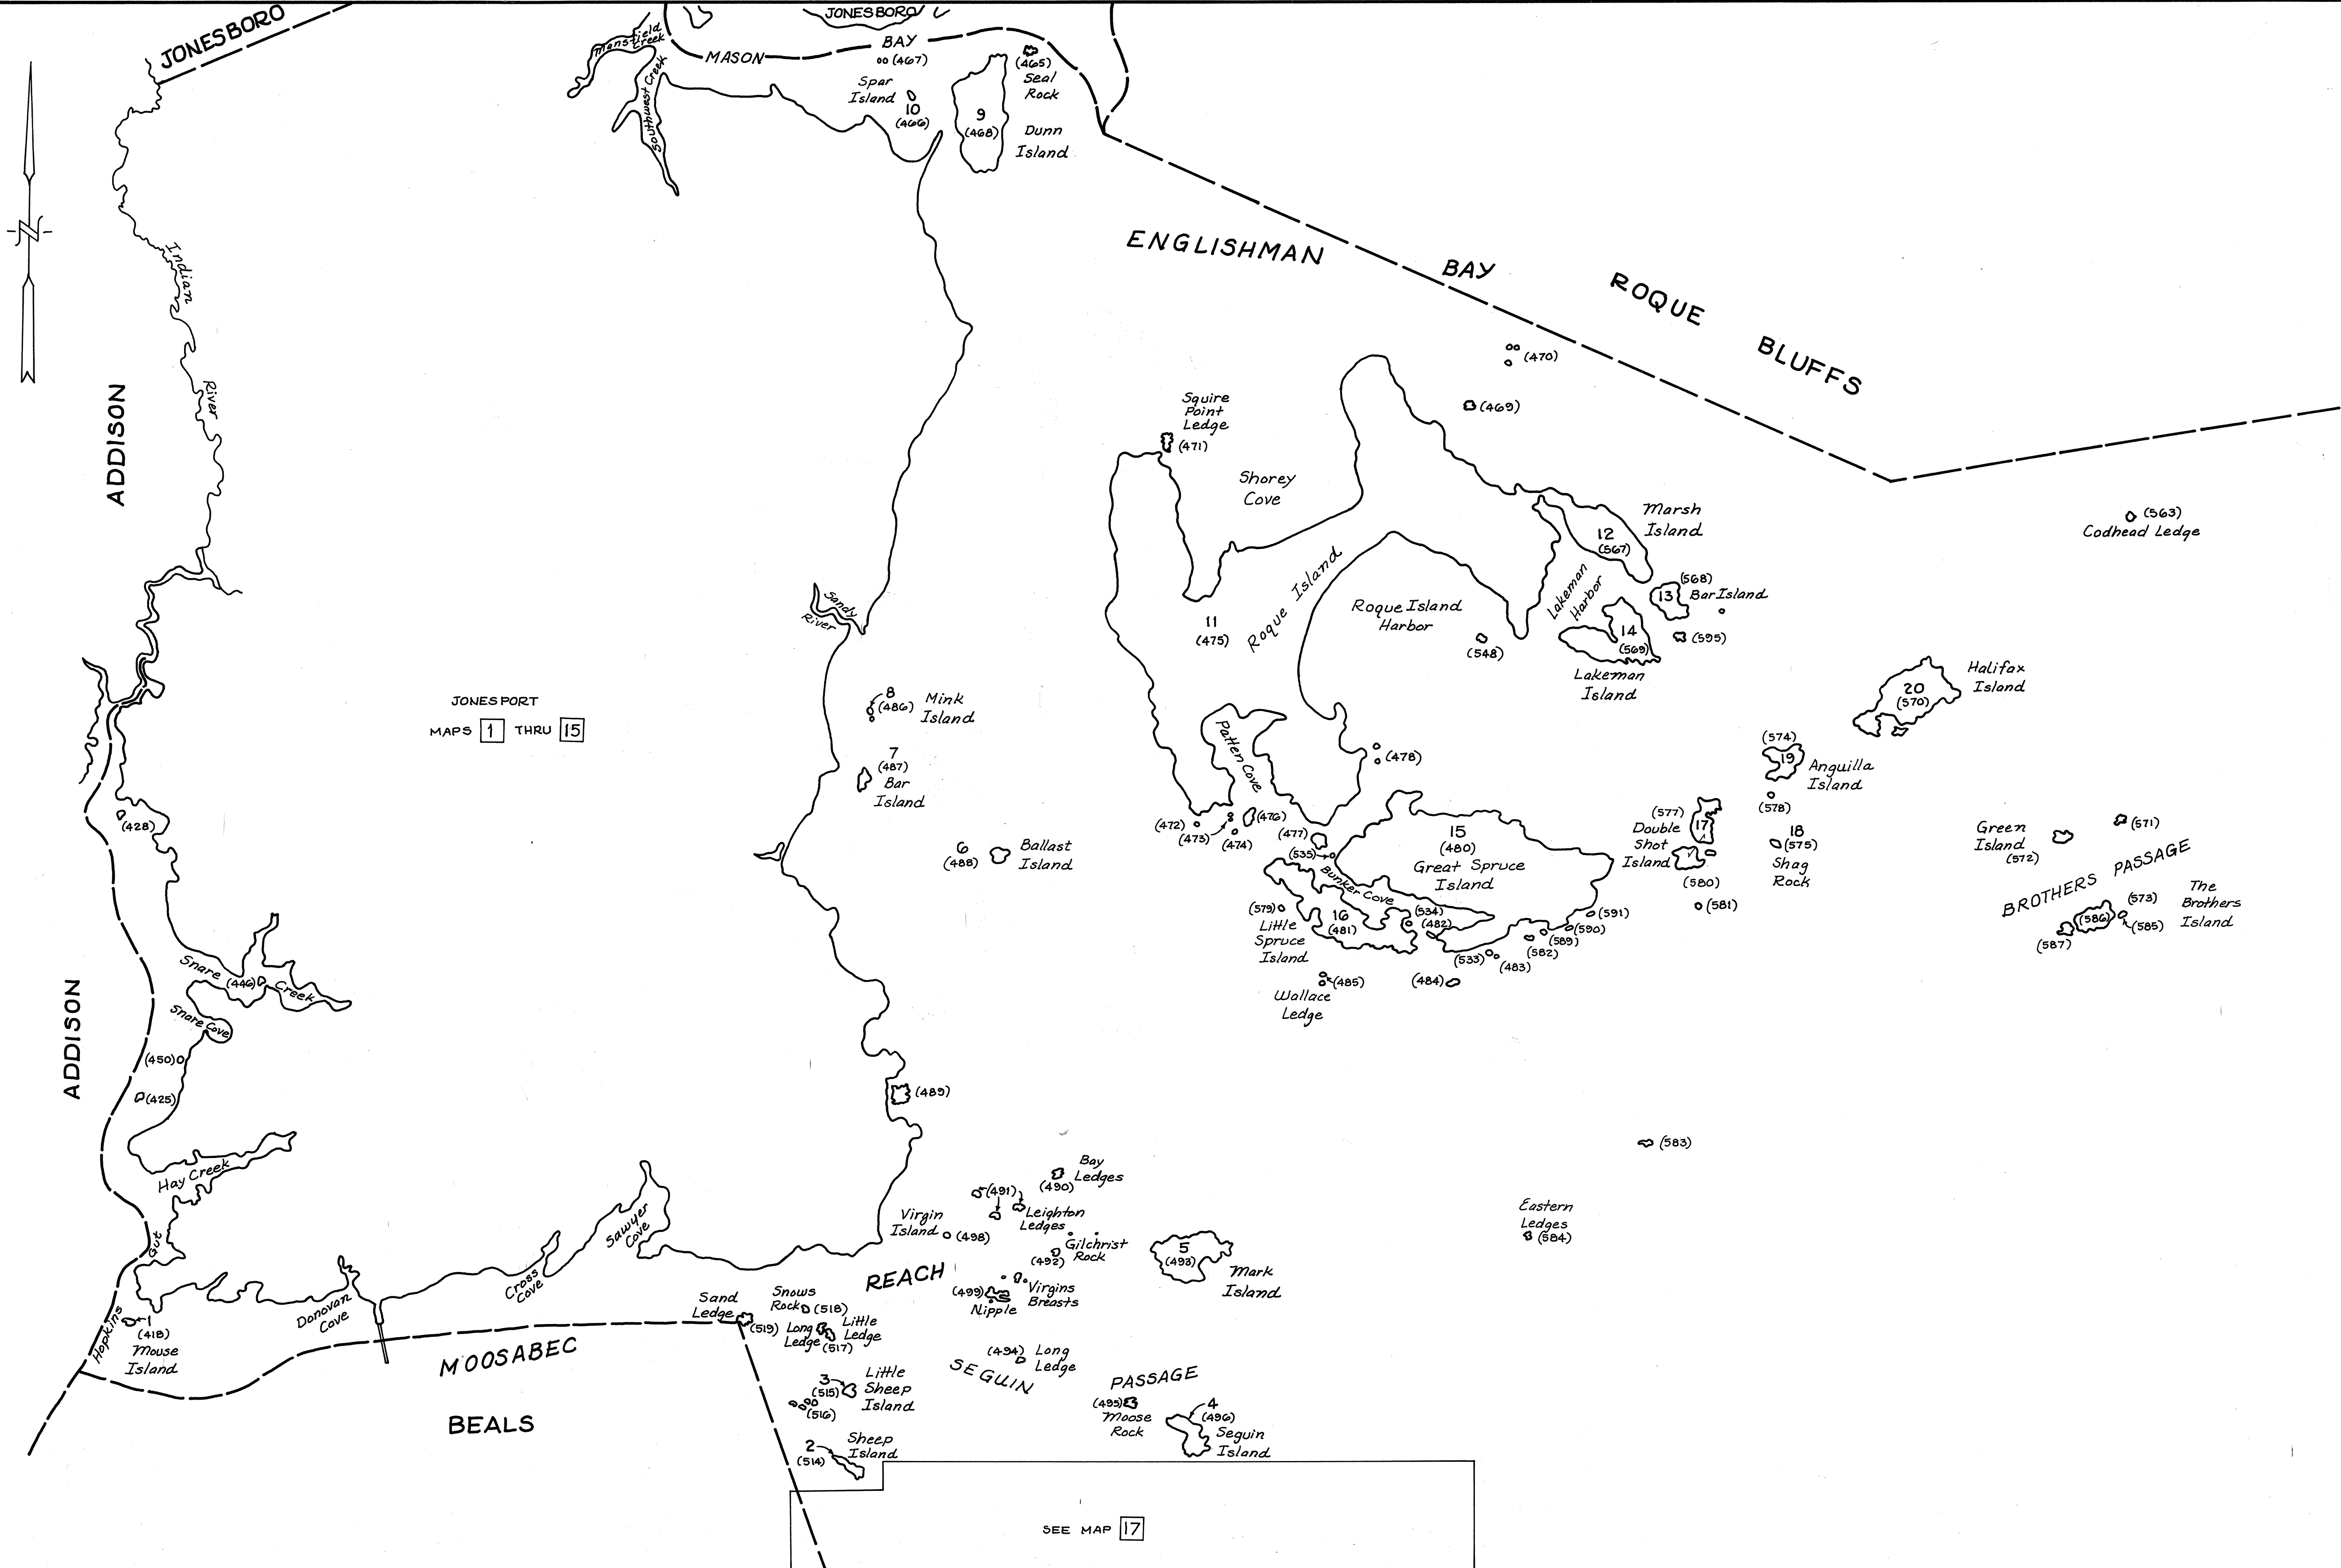 JONESBORO
JONESBORO
Mansfield
Creek
MASON
BAY
(467)
(465)
Seal
Rock
Spar
Island
10
(466)
9
(468)
Dunn
Island
Southwest Creek
Indian
River
ENGLISHMAN
BAY
ROQUE
BLUFFS
N
ADDISON
(470)
(469)
Squire
Point
Ledge
(471)
Shorey
Cove
Marsh
Island
12
(567)
(563)
Codhead Ledge
Roque Island
Lakeman
Harbor
(568)
13
Bar Island
Sandy
River
11
(475)
Roque Island
Harbor
(548)
14
(569)
(595)
Lakeman
Island
Halifax
Island
20
(570)
JONESPORT
MAPS 1 THRU 15
8
(486)
Mink
Island
7
(487)
Bar
Island
Patten Cove
(478)
(574)
19
Anguilla
Island
(578)
(428)
(472)
(473)
(474)
(476)
(477)
(535)
15
(480)
Great Spruce
Island
(577)
Double
Shot
Island
17
(580)
18
(575)
Shag
Rock
Green
Island
(572)
(571)
BROTHERS PASSAGE
6
(488)
Ballast
Island
Bunker Cove
(579)
Little
Spruce
Island
16
(481)
(534)
(482)
(591)
(590)
(589)
(582)
(533)
(483)
(484)
(581)
(586)
(573)
(585)
(587)
The
Brothers
Island
(485)
Wallace
Ledge
ADDISON
Snare
(446)
Creek
Snare Cove
(450)
(425)
(489)
(583)
Hay Creek
Gut
Bay
Ledges
(490)
(491)
Leighton
Ledges
Virgin
Island
(498)
Gilchrist
Rock
(492)
5
(493)
Mark
Island
Eastern
Ledges
(584)
Sawyer
Cove
Cross
Cove
Donovan
Cove
Hopkins
1
(418)
Mouse
Island
REACH
(499)
Nipple
Virgins
Breasts
Sand
Ledge
(519)
Snows
Rock
(518)
Long
Ledge
Little
Ledge
(517)
MOOSABEC
BEALS
(494)
Long
Ledge
SEGUIN
PASSAGE
3
(515)
Little
Sheep
Island
(516)
(495)
Moose
Rock
4
(496)
Seguin
Island
2
(514)
Sheep
Island
SEE MAP 17